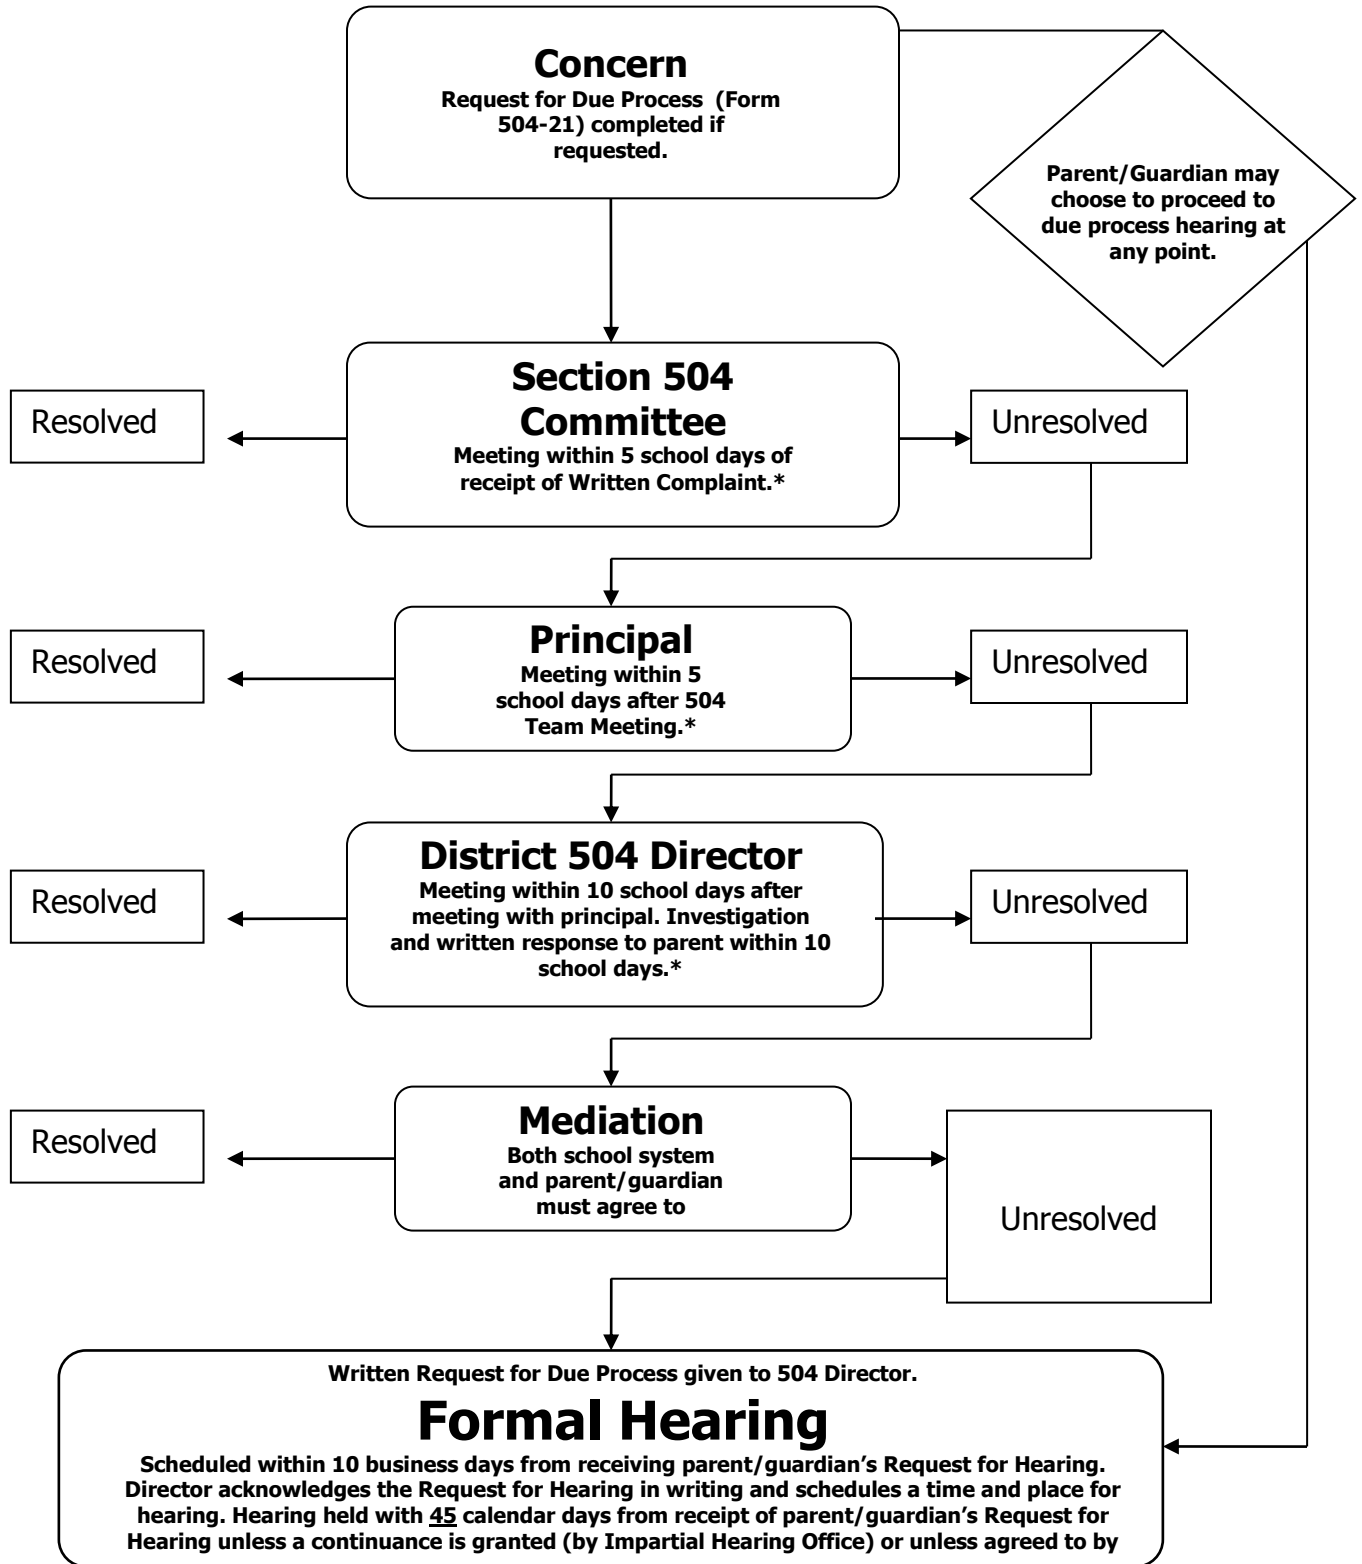 Concern
Request for Due Process (Form
504-21) completed if
requested.
Parent/Guardian may
choose to proceed to
due process hearing at
any point.
Section 504
Committee
Meeting within 5 school days of
receipt of Written Complaint.*
Resolved
Unresolved
Principal
Meeting within 5
school days after 504
Team Meeting.*
Resolved
Unresolved
District 504 Director
Meeting within 10 school days after
meeting with principal. Investigation
and written response to parent within 10
school days.*
Resolved
Unresolved
Mediation
Both school system
and parent/guardian
must agree to
Resolved
Unresolved
Written Request for Due Process given to 504 Director.
Formal Hearing
Scheduled within 10 business days from receiving parent/guardian’s Request for Hearing.
Director acknowledges the Request for Hearing in writing and schedules a time and place for
hearing. Hearing held with 45 calendar days from receipt of parent/guardian’s Request for
Hearing unless a continuance is granted (by Impartial Hearing Office) or unless agreed to by